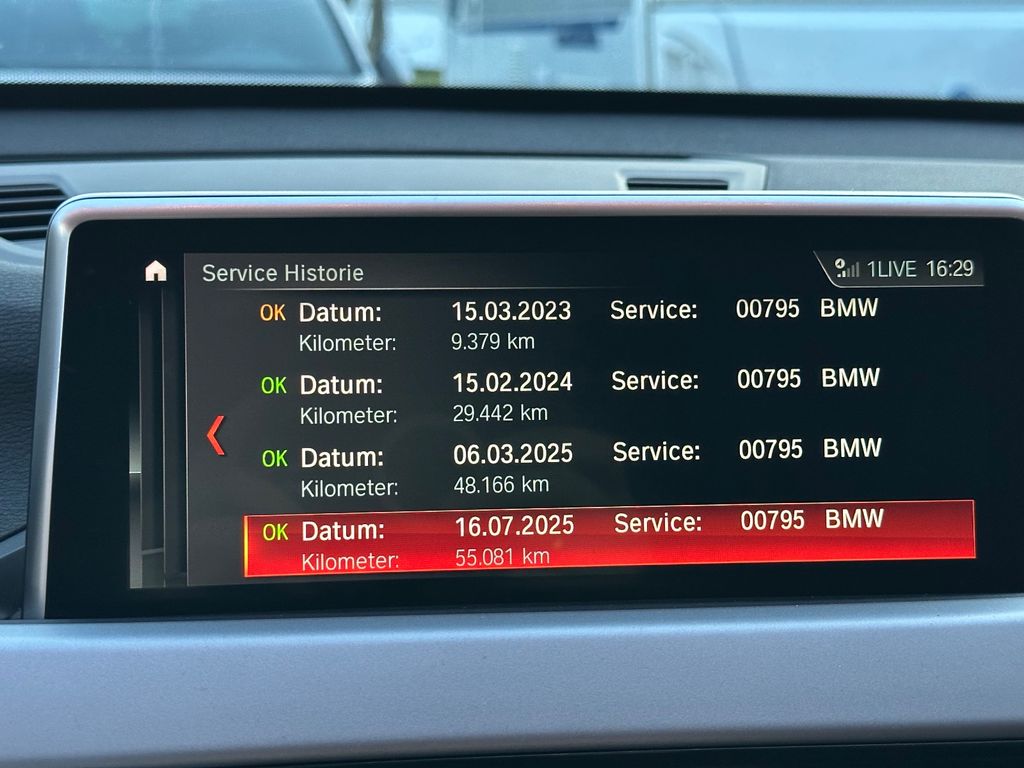 Service Historie
1LIVE 16:29
OK Datum: 15.03.2023 Service: 00795 BMW
Kilometer: 9.379 km
OK Datum: 15.02.2024 Service: 00795 BMW
Kilometer: 29.442 km
OK Datum: 06.03.2025 Service: 00795 BMW
Kilometer: 48.166 km
OK Datum: 16.07.2025 Service: 00795 BMW
Kilometer: 55.081 km